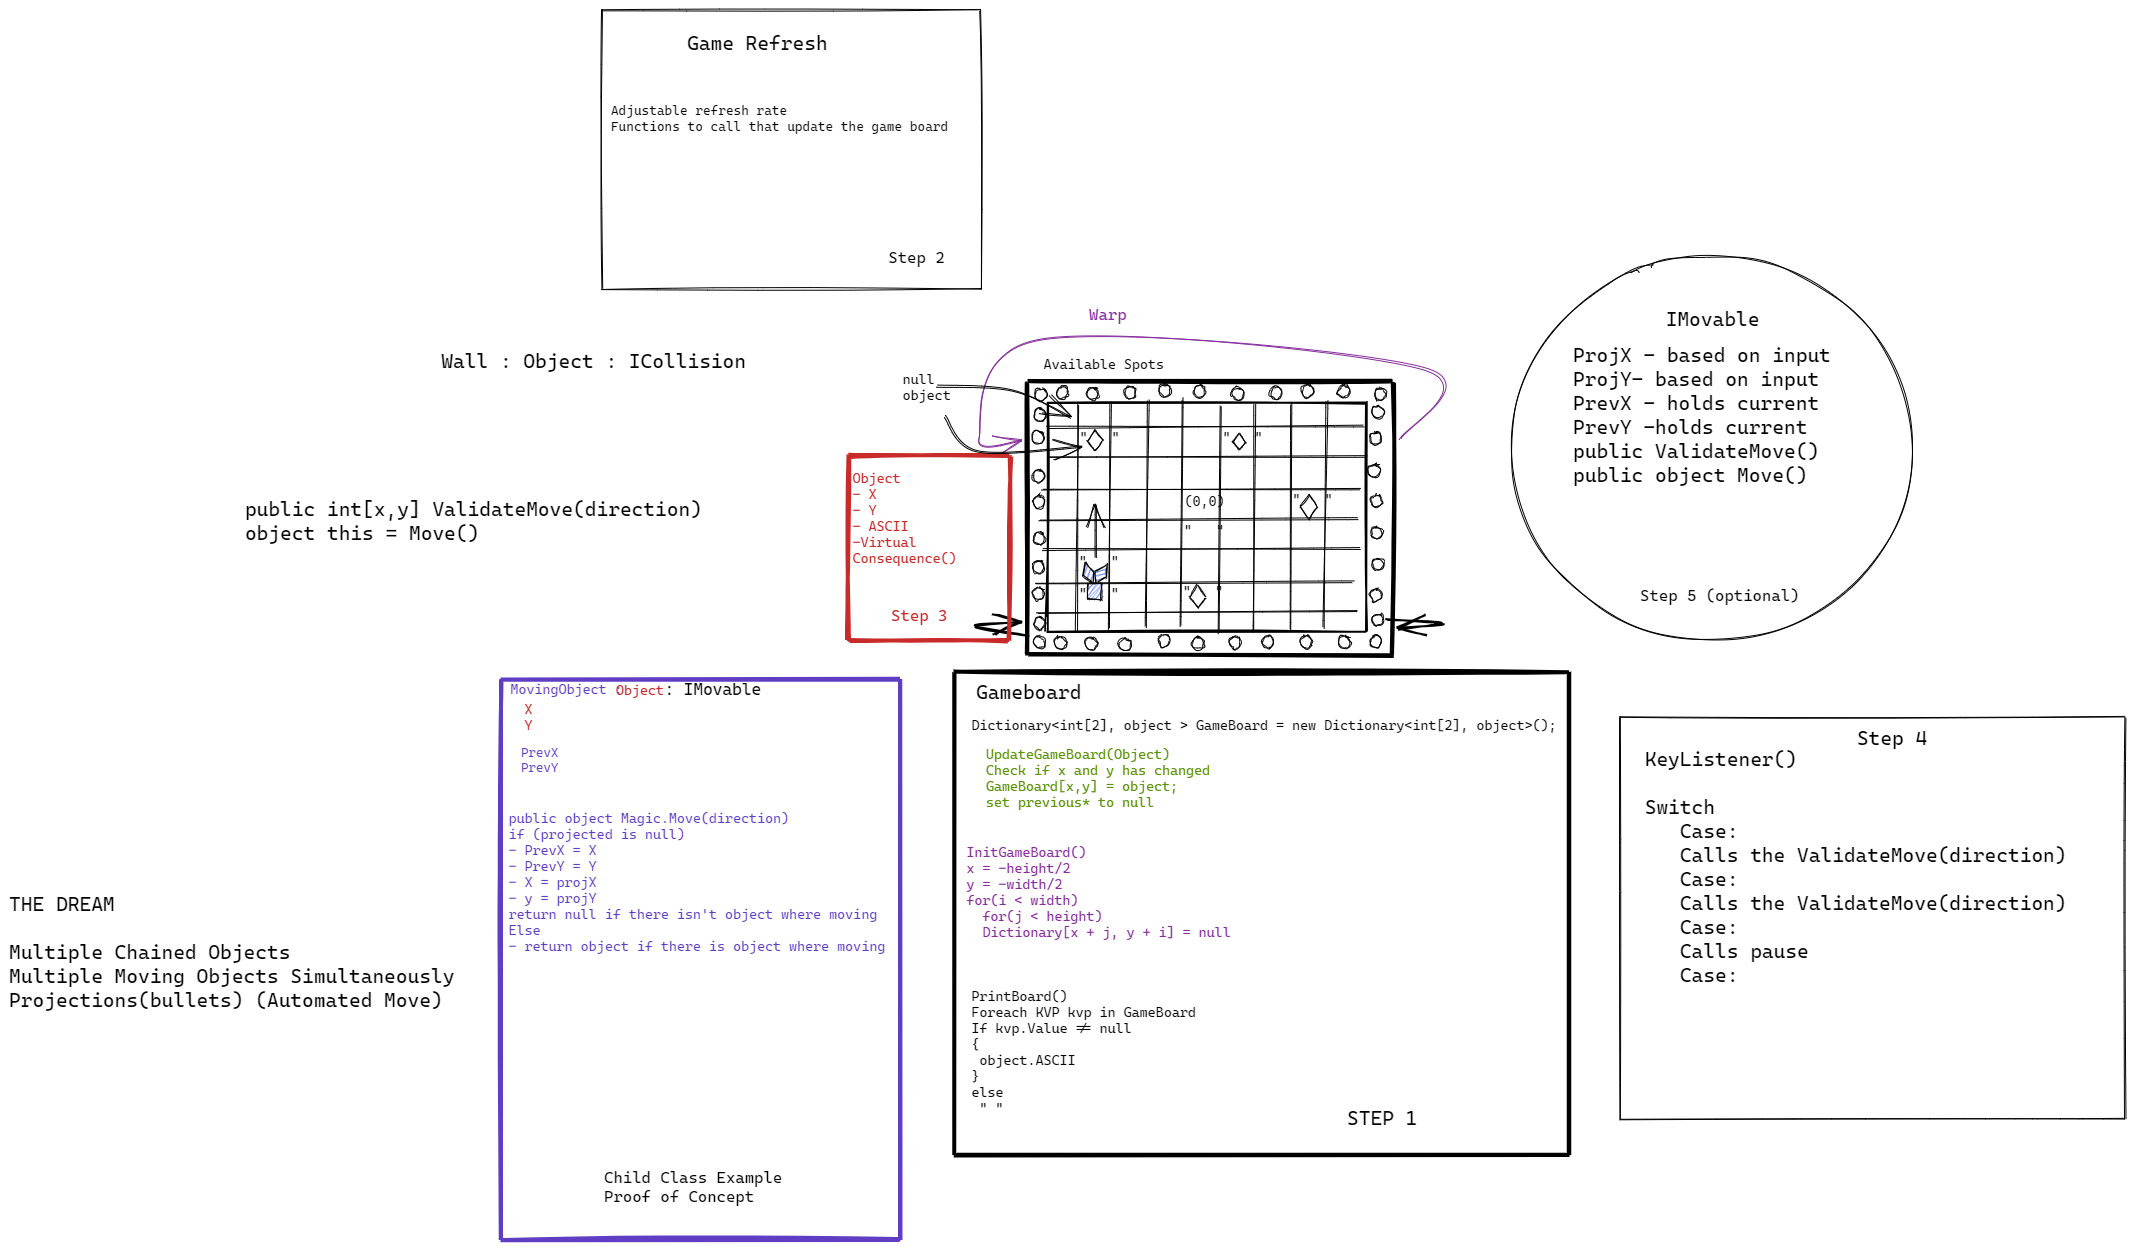 Game Refresh
Adjustable refresh rate
Functions to call that update the game board
Step 2
Warp
Available Spots
null
object
Wall : Object : ICollision
public int[x,y] ValidateMove(direction)
object this = Move()
Object
- X
- Y
- ASCII
-Virtual
Consequence()
Step 3
" "
" "
(0,0)
" "
" "
" "
" "
" "
IMovable
ProjX - based on input
ProjY- based on input
PrevX - holds current
PrevY -holds current
public ValidateMove()
public object Move()
Step 5 (optional)
MovingObject :Object: IMovable
X
Y
PrevX
PrevY
public object Magic.Move(direction)
if (projected is null)
- PrevX = X
- PrevY = Y
- X = projX
- y = projY
return null if there isn't object where moving
Else
- return object if there is object where moving
Child Class Example
Proof of Concept
THE DREAM
Multiple Chained Objects
Multiple Moving Objects Simultaneously
Projections(bullets) (Automated Move)
Gameboard
Dictionary<int[2], object > GameBoard = new Dictionary<int[2], object>();
UpdateGameBoard(Object)
Check if x and y has changed
GameBoard[x,y] = object;
set previous* to null
InitGameBoard()
x = -height/2
y = -width/2
for(i < width)
for(j < height)
Dictionary[x + j, y + i] = null
PrintBoard()
Foreach KVP kvp in GameBoard
If kvp.Value != null
{
object.ASCII
}
else
" "
STEP 1
Step 4
KeyListener()
Switch
Case:
Calls the ValidateMove(direction)
Case:
Calls the ValidateMove(direction)
Case:
Calls pause
Case: